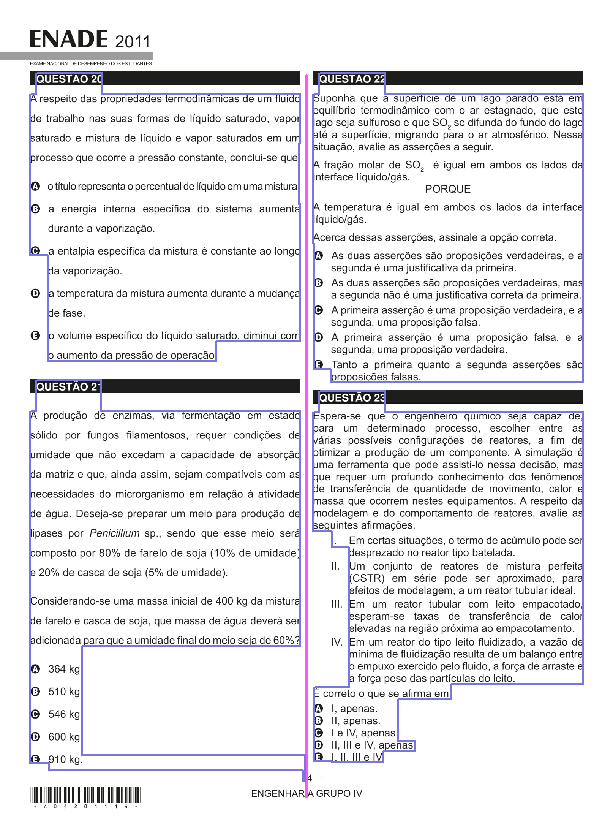 ENADE 2011
EXAME NACIONAL DE DESEMPENHO DOS ESTUDANTES
QUESTÃO 20
A respeito das propriedades termodinâmicas de um fluido
de trabalho nas suas formas de líquido saturado, vapor
saturado e mistura de líquido e vapor saturados em um
processo que ocorre a pressão constante, conclui-se que
A o título representa o percentual de líquido em uma mistura.
B a energia interna específica do sistema aumenta
durante a vaporização.
C a entalpia específica da mistura é constante ao longo
da vaporização.
D a temperatura da mistura aumenta durante a mudança
de fase.
E o volume específico do líquido saturado, diminui com
o aumento da pressão de operação.
QUESTÃO 21
A produção de enzimas, via fermentação em estado
sólido por fungos filamentosos, requer condições de
umidade que não excedam a capacidade de absorção
da matriz e que, ainda assim, sejam compatíveis com as
necessidades do microrganismo em relação à atividade
de água. Deseja-se preparar um meio para produção de
lipases por Penicillium sp., sendo que esse meio será
composto por 80% de farelo de soja (10% de umidade)
e 20% de casca de soja (5% de umidade).
Considerando-se uma massa inicial de 400 kg da mistura
de farelo e casca de soja, que massa de água deverá ser
adicionada para que a umidade final do meio seja de 60%?
A 364 kg.
B 510 kg.
C 546 kg.
D 600 kg.
E 910 kg.
QUESTÃO 22
Suponha que a superfície de um lago parado está em
equilíbrio termodinâmico com o ar estagnado, que este
lago seja sulfuroso e que SO2 se difunda do fundo do lago
até a superfície, migrando para o ar atmosférico. Nessa
situação, avalie as asserções a seguir.
A fração molar de SO2 é igual em ambos os lados da
interface líquido/gás.
PORQUE
A temperatura é igual em ambos os lados da interface
líquido/gás.
Acerca dessas asserções, assinale a opção correta.
A As duas asserções são proposições verdadeiras, e a
segunda é uma justificativa da primeira.
B As duas asserções são proposições verdadeiras, mas
a segunda não é uma justificativa correta da primeira.
C A primeira asserção é uma proposição verdadeira, e a
segunda, uma proposição falsa.
D A primeira asserção é uma proposição falsa, e a
segunda, uma proposição verdadeira.
E Tanto a primeira quanto a segunda asserções são
proposições falsas.
QUESTÃO 23
Espera-se que o engenheiro químico seja capaz de,
para um determinado processo, escolher entre as
várias possíveis configurações de reatores, a fim de
otimizar a produção de um componente. A simulação é
uma ferramenta que pode assisti-lo nessa decisão, mas
que requer um profundo conhecimento dos fenômenos
de transferência de quantidade de movimento, calor e
massa que ocorrem nestes equipamentos. A respeito da
modelagem e do comportamento de reatores, avalie as
seguintes afirmações.
I. Em certas situações, o termo de acúmulo pode ser
desprezado no reator tipo batelada.
II. Um conjunto de reatores de mistura perfeita
(CSTR) em série pode ser aproximado, para
efeitos de modelagem, a um reator tubular ideal.
III. Em um reator tubular com leito empacotado,
esperam-se taxas de transferência de calor
elevadas na região próxima ao empacotamento.
IV. Em um reator do tipo leito fluidizado, a vazão de
mínima de fluidização resulta de um balanço entre
o empuxo exercido pelo fluido, a força de arraste e
a força peso das partículas do leito.
É correto o que se afirma em
A I, apenas.
B II, apenas.
C I e IV, apenas.
D II, III e IV, apenas.
E I, II, III e IV.
14
ENGENHARIA GRUPO IV